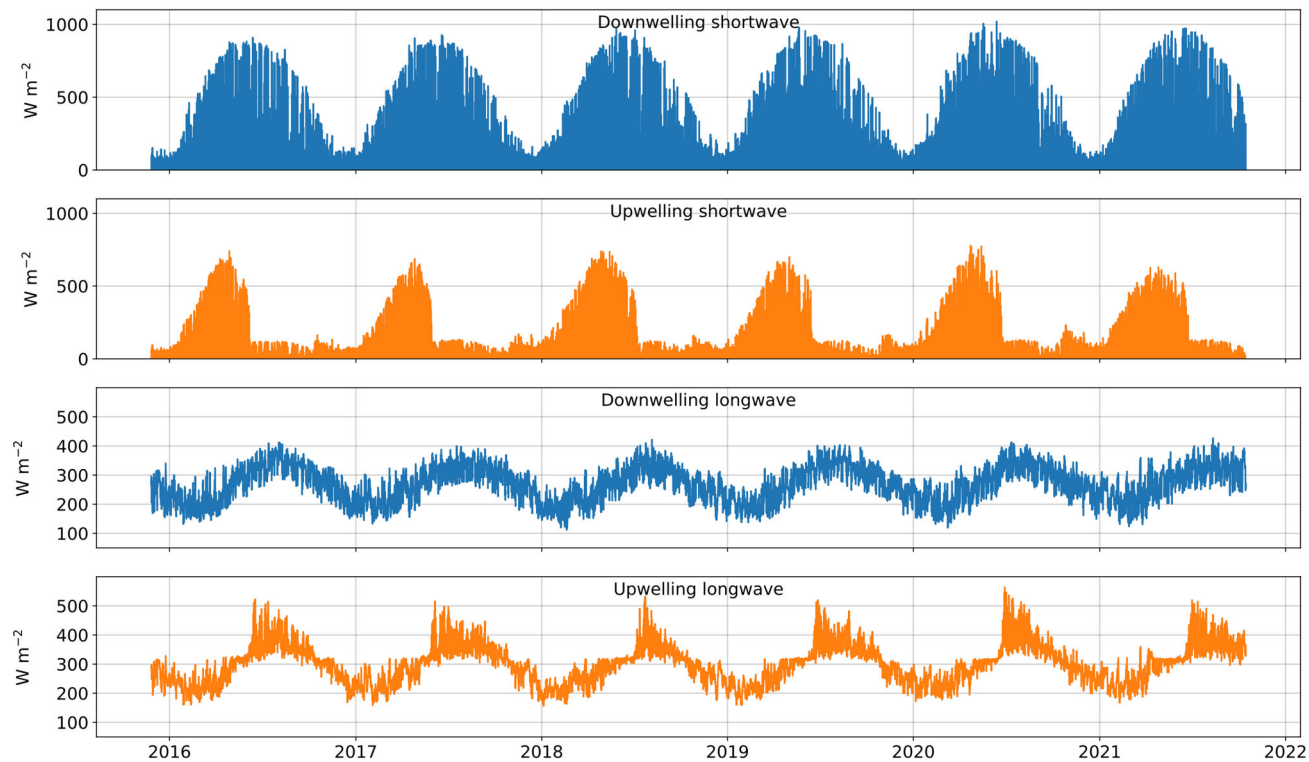 Downwelling shortwave
1000
500
0
W m⁻²
Upwelling shortwave
1000
500
0
W m⁻²
Downwelling longwave
500
400
300
200
100
W m⁻²
Upwelling longwave
500
400
300
200
100
W m⁻²
2016 2017 2018 2019 2020 2021 2022